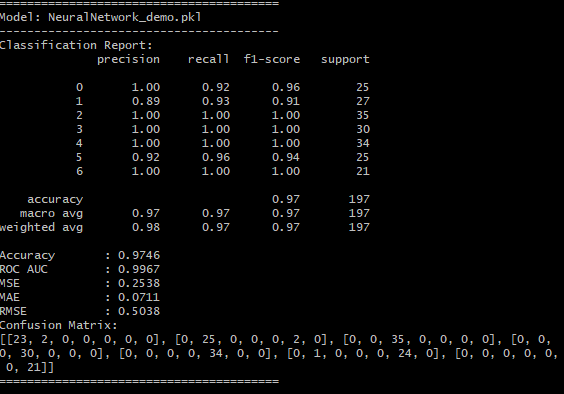 ========================================
Model: NeuralNetwork_demo.pkl
----------------------------------------
Classification Report:
              precision    recall  f1-score   support

           0       1.00      0.92      0.96        25
           1       0.89      0.93      0.91        27
           2       1.00      1.00      1.00        35
           3       1.00      1.00      1.00        30
           4       1.00      1.00      1.00        34
           5       0.92      0.96      0.94        25
           6       1.00      1.00      1.00        21

    accuracy                           0.97       197
   macro avg       0.97      0.97      0.97       197
weighted avg       0.98      0.97      0.97       197

Accuracy       : 0.9746
ROC AUC        : 0.9967
MSE            : 0.2538
MAE            : 0.0711
RMSE           : 0.5038
Confusion Matrix:
[[23, 2, 0, 0, 0, 0, 0], [0, 25, 0, 0, 0, 2, 0], [0, 0, 35, 0, 0, 0, 0], [0, 0,
 0, 30, 0, 0, 0], [0, 0, 0, 0, 34, 0, 0], [0, 1, 0, 0, 0, 24, 0], [0, 0, 0, 0, 0,
 0, 21]]
========================================